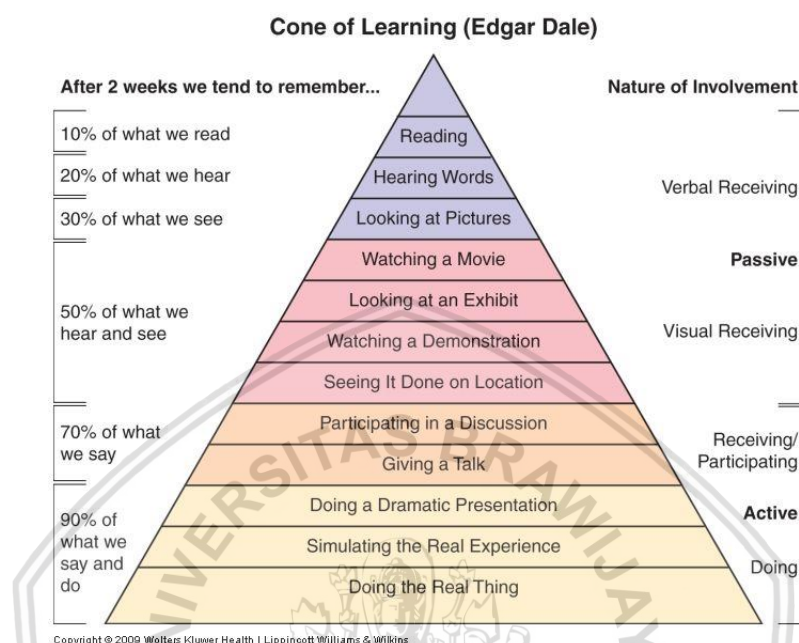 Cone of Learning (Edgar Dale)
After 2 weeks we tend to remember...
Nature of Involvement
10% of what we read
20% of what we hear
30% of what we see
50% of what we
hear and see
70% of what
we say
90% of
what we
say and
do
Reading
Hearing Words
Looking at Pictures
Watching a Movie
Looking at an Exhibit
Watching a Demonstration
Seeing It Done on Location
Participating in a Discussion
Giving a Talk
Doing a Dramatic Presentation
Simulating the Real Experience
Doing the Real Thing
Verbal Receiving
Passive
Visual Receiving
Receiving/
Participating
Active
Doing
UNIVERSITAS BRAWIJAY
Copyright © 2009 Wolters Kluwer Health | Lippincott Williams & Wilkins